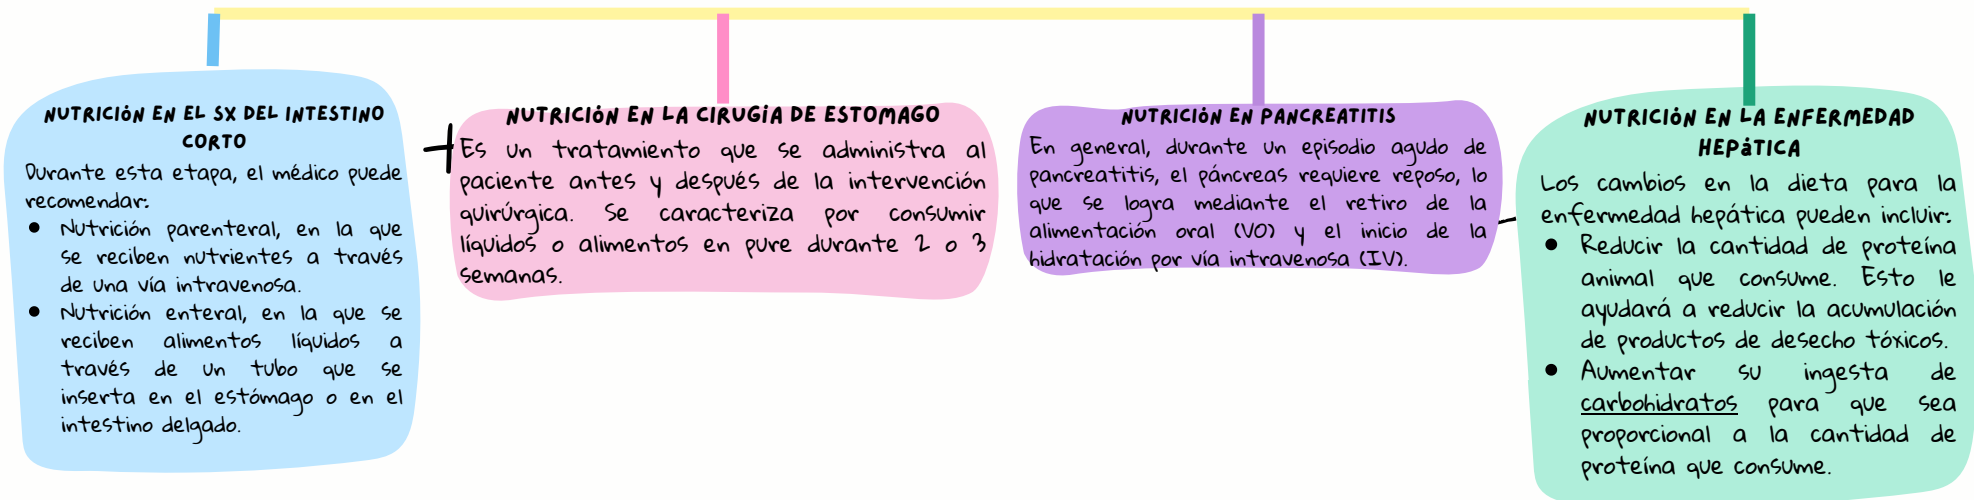 NUTRICIÓN EN EL SX DEL INTESTINO
CORTO
Durante esta etapa, el médico puede
recomendar:
• Nutrición parenteral, en la que
se reciben nutrientes a través
de una vía intravenosa.
• Nutrición enteral, en la que se
reciben alimentos líquidos a
través de un tubo que se
inserta en el estómago o en el
intestino delgado.
NUTRICIÓN EN LA CIRUGÍA DE ESTOMAGO
Es un tratamiento que se administra al
paciente antes y después de la intervención
quirúrgica. Se caracteriza por consumir
líquidos o alimentos en pure durante 2 o 3
semanas.
NUTRICIÓN EN PANCREATITIS
En general, durante un episodio agudo de
pancreatitis, el páncreas requiere reposo, lo
que se logra mediante el retiro de la
alimentación oral (VO) y el inicio de la
hidratación por vía intravenosa (IV).
NUTRICIÓN EN LA ENFERMEDAD
HEPÁTICA
Los cambios en la dieta para la
enfermedad hepática pueden incluir:
• Reducir la cantidad de proteína
animal que consume. Esto le
ayudará a reducir la acumulación
de productos de desecho tóxicos.
• Aumentar su ingesta de
carbohidratos para que sea
proporcional a la cantidad de
proteína que consume.